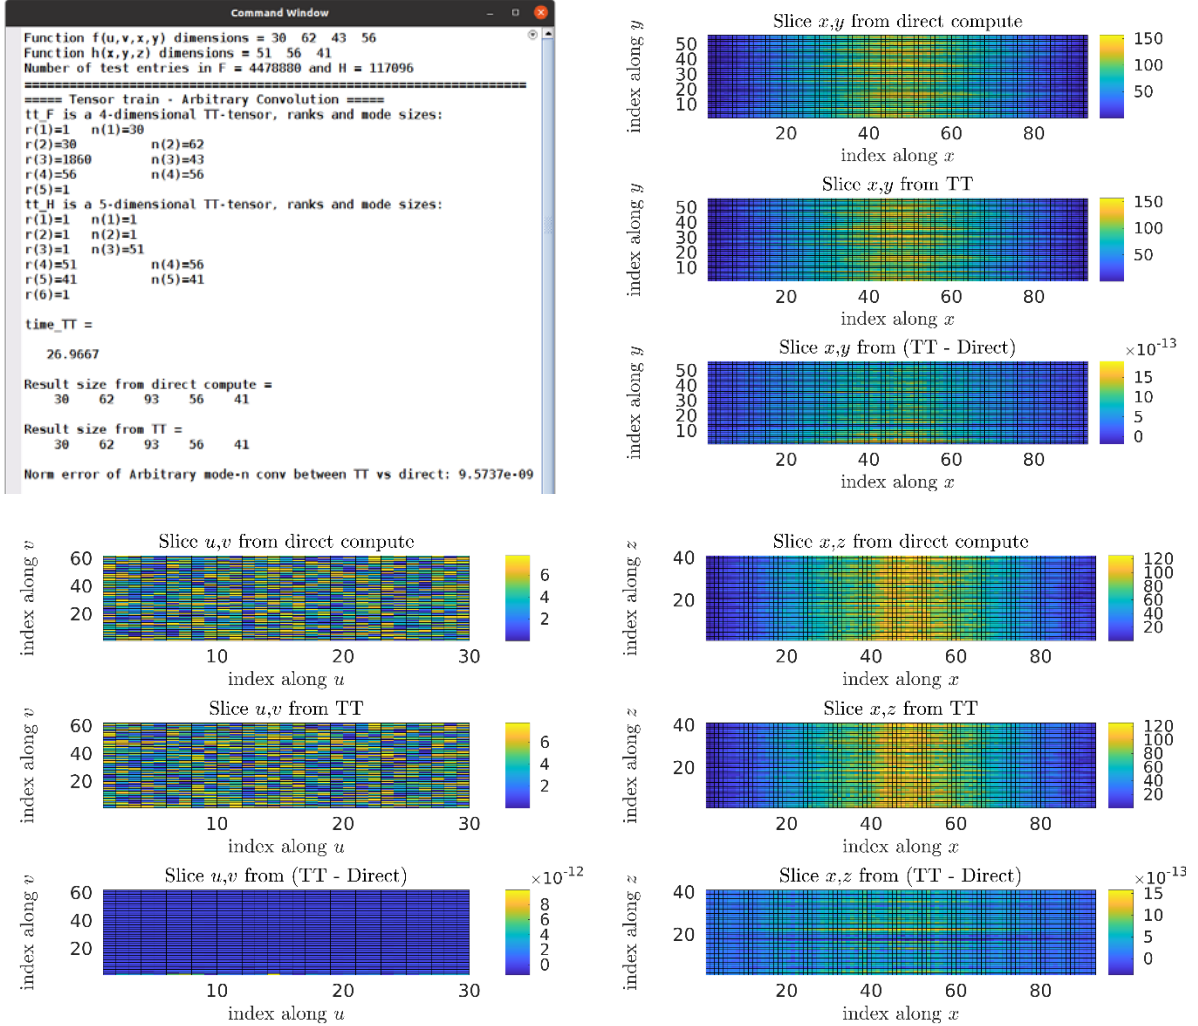 Command Window
Function f(u,v,x,y) dimensions = 30 62 43 56
Function h(x,y,z) dimensions = 51 56 41
Number of test entries in F = 4478880 and H = 117096
================================================================
===== Tensor train - Arbitrary Convolution =====
tt_F is a 4-dimensional TT-tensor, ranks and mode sizes:
r(1)=1 n(1)=30
r(2)=30 n(2)=62
r(3)=1860 n(3)=43
r(4)=56 n(4)=56
r(5)=1
tt_H is a 5-dimensional TT-tensor, ranks and mode sizes:
r(1)=1 n(1)=1
r(2)=1 n(2)=1
r(3)=1 n(3)=51
r(4)=51 n(4)=56
r(5)=41 n(5)=41
r(6)=1
time_TT =
26.9667
Result size from direct compute =
30 62 93 56 41
Result size from TT =
30 62 93 56 41
Norm error of Arbitrary mode-n conv between TT vs direct: 9.5737e-09
Slice x,y from direct compute
index along y
50
40
30
20
10
20 40 60 80
index along x
150
100
50
Slice x,y from TT
index along y
50
40
30
20
10
20 40 60 80
index along x
150
100
50
Slice x,y from (TT - Direct)
×10-13
index along y
50
40
30
20
10
20 40 60 80
index along x
15
10
5
0
Slice u,v from direct compute
index along v
60
40
20
10 20 30
index along u
6
4
2
Slice u,v from TT
index along v
60
40
20
10 20 30
index along u
6
4
2
Slice u,v from (TT - Direct)
×10-12
index along v
60
40
20
10 20 30
index along u
8
6
4
2
0
Slice x,z from direct compute
index along z
40
20
20 40 60 80
index along x
120
100
80
60
40
20
Slice x,z from TT
index along z
40
20
20 40 60 80
index along x
120
100
80
60
40
20
Slice x,z from (TT - Direct)
×10-13
index along z
40
20
20 40 60 80
index along x
15
10
5
0